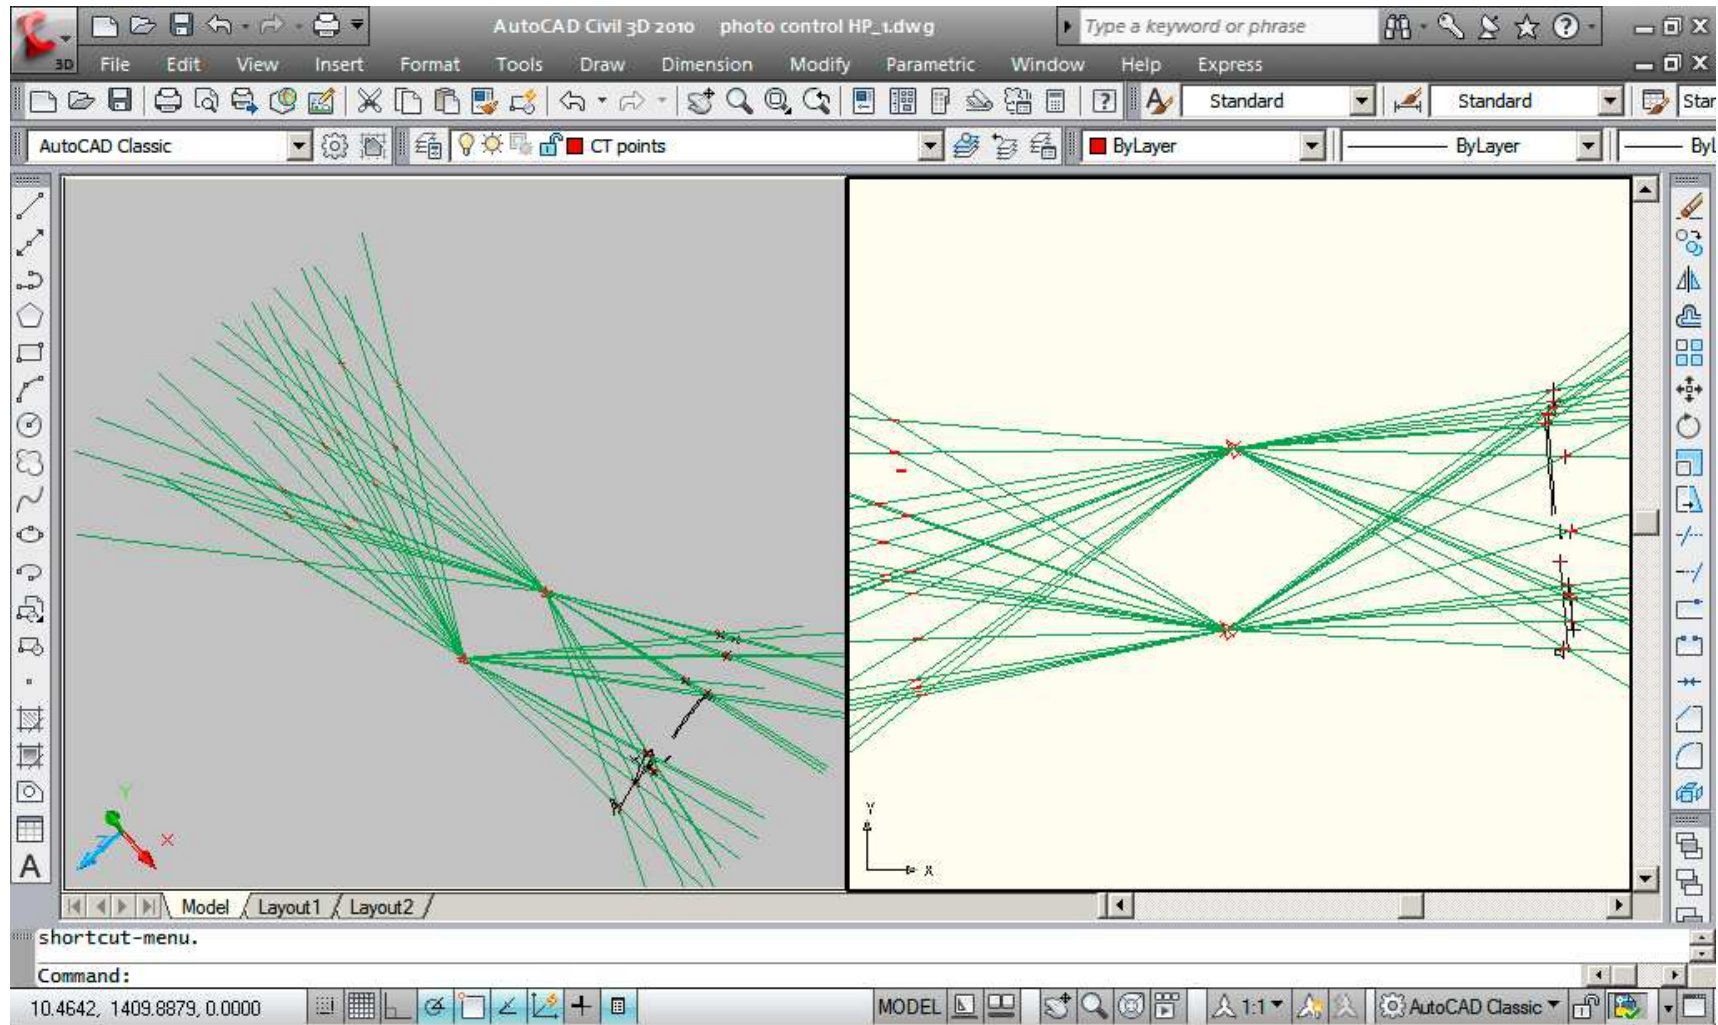 AutoCAD Civil 3D 2010 photo control HP_1.dwg Type a keyword or phrase
3D File Edit View Insert Format Tools Draw Dimension Modify Parametric Window Help Express
Standard Standard Star
AutoCAD Classic CT points ByLayer ByLayer ByL
Y
X
Z
Y
X
A
Model Layout1 Layout2
shortcut-menu.
Command:
10.4642, 1409.8879, 0.0000 MODEL 1:1 AutoCAD Classic